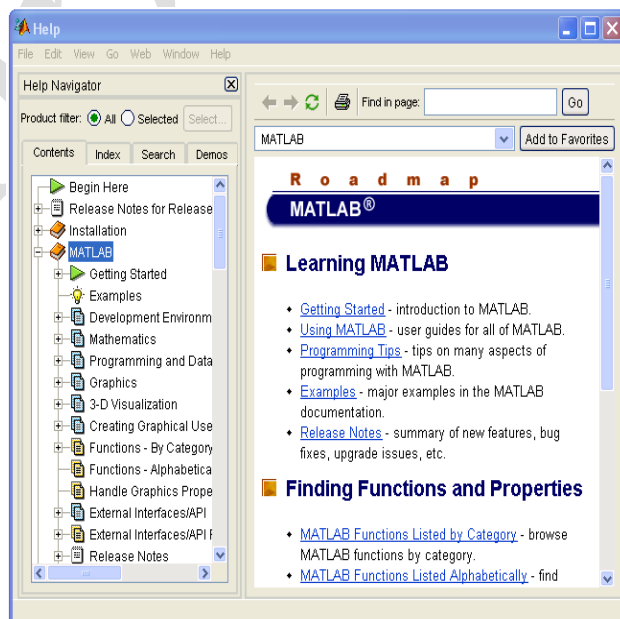 Help
File Edit View Go Web Window Help
Help Navigator
Product filter: All Selected Select...
Contents Index Search Demos
Begin Here
Release Notes for Release
Installation
MATLAB
Getting Started
Examples
Development Environm
Mathematics
Programming and Data
Graphics
3-D Visualization
Creating Graphical Use
Functions - By Category
Functions - Alphabetica
Handle Graphics Prope
External Interfaces/API
External Interfaces/API F
Release Notes
Find in page: Go
MATLAB Add to Favorites
Roadmap
MATLAB®
Learning MATLAB
• Getting Started - introduction to MATLAB.
• Using MATLAB - user guides for all of MATLAB.
• Programming Tips - tips on many aspects of
programming with MATLAB.
• Examples - major examples in the MATLAB
documentation.
• Release Notes - summary of new features, bug
fixes, upgrade issues, etc.
Finding Functions and Properties
• MATLAB Functions Listed by Category - browse
MATLAB functions by category.
• MATLAB Functions Listed Alphabetically - find